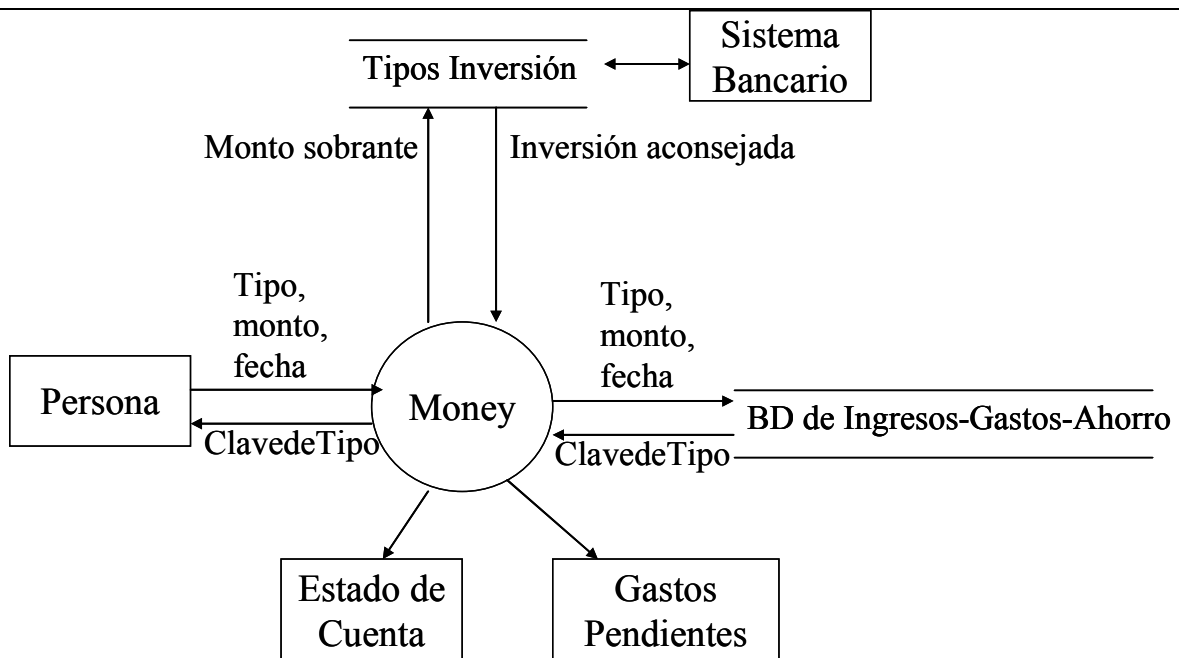 Sistema
Bancario
Tipos Inversión
Monto sobrante
Inversión aconsejada
Tipo,
monto,
fecha
Tipo,
monto,
fecha
Persona
Money
BD de Ingresos-Gastos-Ahorro
ClavedeTipo
ClavedeTipo
Estado de
Cuenta
Gastos
Pendientes